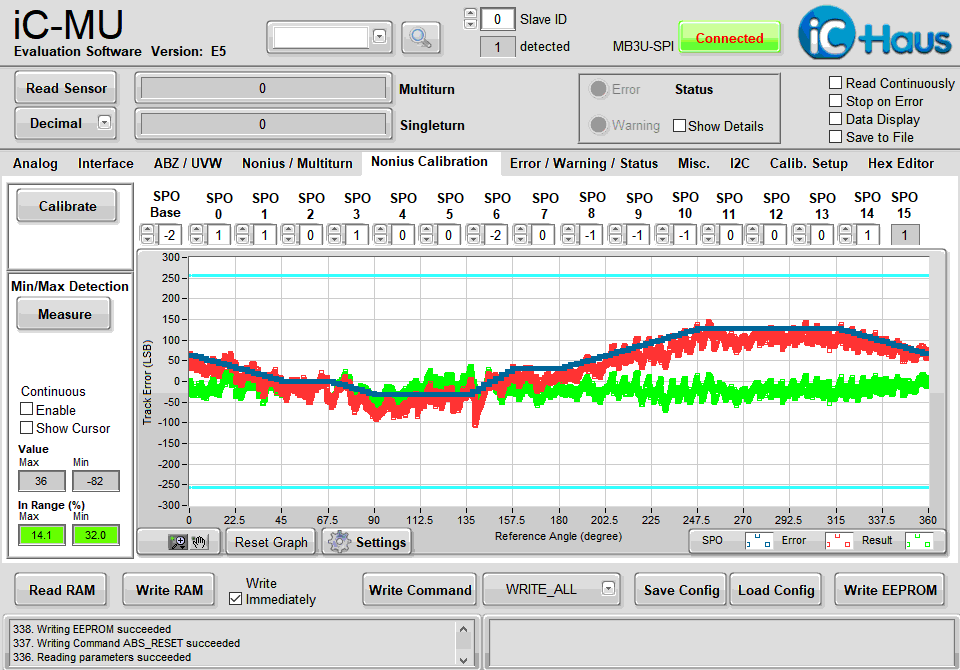 iC-MU
Evaluation Software Version: E5
0 Slave ID
1 detected
MB3U-SPI Connected
iC Haus
Read Sensor 0 Multiturn
Decimal 0 Singleturn
Error Status
Warning Show Details
Read Continuously
Stop on Error
Data Display
Save to File
Analog Interface ABZ / UVW Nonius / Multiturn Nonius Calibration Error / Warning / Status Misc. I2C Calib. Setup Hex Editor
Calibrate
SPO Base SPO 0 SPO 1 SPO 2 SPO 3 SPO 4 SPO 5 SPO 6 SPO 7 SPO 8 SPO 9 SPO 10 SPO 11 SPO 12 SPO 13 SPO 14 SPO 15
-2 1 1 0 1 0 0 -2 0 -1 -1 -1 0 0 0 1 1
Min/Max Detection
Measure
Continuous
Enable
Show Cursor
Value
Max Min
36 -82
In Range (%)
Max Min
14.1 32.0
Track Error (LSB)
300
250
200
150
100
50
0
-50
-100
-150
-200
-250
-300
0 22.5 45 67.5 90 112.5 135 157.5 180 202.5 225 247.5 270 292.5 315 337.5 360
Reference Angle (degree)
Reset Graph Settings
SPO Error Result
Read RAM Write RAM Write Immediately Write Command WRITE_ALL Save Config Load Config Write EEPROM
338. Writing EEPROM succeeded
337. Writing Command ABS_RESET succeeded
336. Reading parameters succeeded